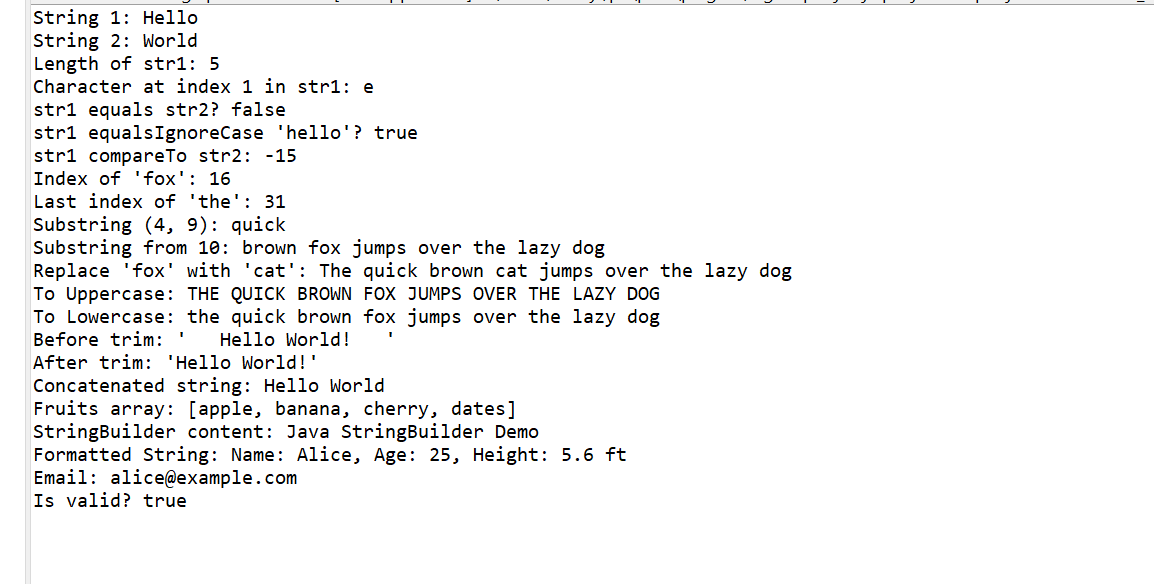 String 1: Hello
String 2: World
Length of str1: 5
Character at index 1 in str1: e
str1 equals str2? false
str1 equalsIgnoreCase 'hello'? true
str1 compareTo str2: -15
Index of 'fox': 16
Last index of 'the': 31
Substring (4, 9): quick
Substring from 10: brown fox jumps over the lazy dog
Replace 'fox' with 'cat': The quick brown cat jumps over the lazy dog
To Uppercase: THE QUICK BROWN FOX JUMPS OVER THE LAZY DOG
To Lowercase: the quick brown fox jumps over the lazy dog
Before trim: '   Hello World!   '
After trim: 'Hello World!'
Concatenated string: Hello World
Fruits array: [apple, banana, cherry, dates]
StringBuilder content: Java StringBuilder Demo
Formatted String: Name: Alice, Age: 25, Height: 5.6 ft
Email: alice@example.com
Is valid? true